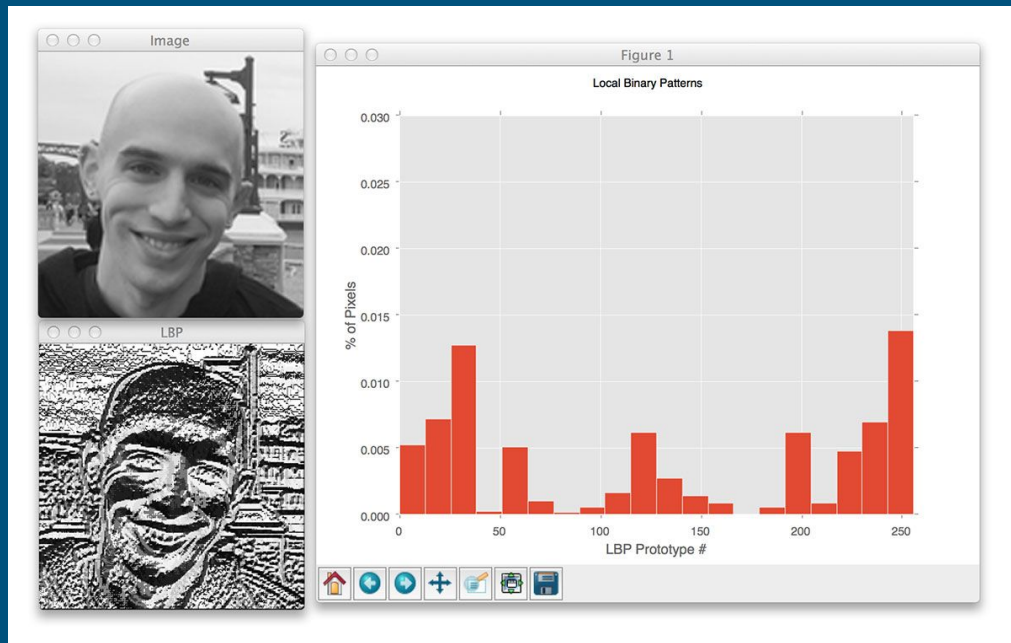 Image
LBP
Figure 1
Local Binary Patterns
0.030
0.025
0.020
0.015
0.010
0.005
0.000
% of Pixels
0
50
100
150
200
250
LBP Prototype #